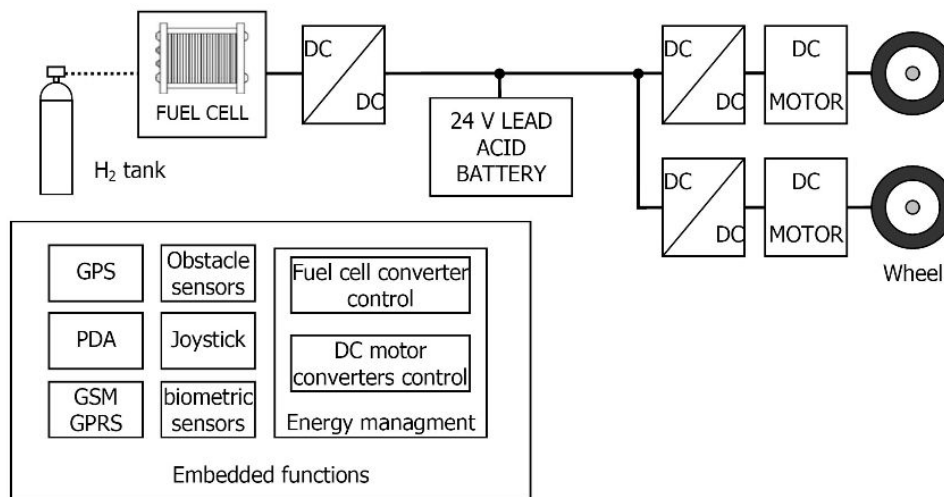 DC
DC
FUEL CELL
H₂ tank
24 V LEAD
ACID
BATTERY
DC
DC
DC
MOTOR
DC
DC
DC
MOTOR
Wheel
GPS
Obstacle
sensors
PDA
Joystick
GSM
GPRS
biometric
sensors
Fuel cell converter
control
DC motor
converters control
Energy managment
Embedded functions